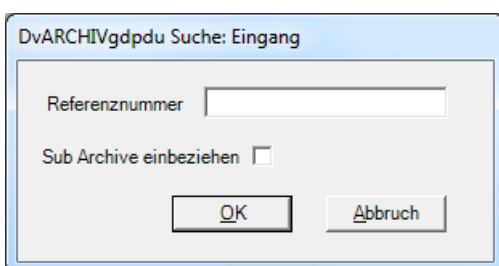 DvARCHIVgdpdu Suche: Eingang
Referenznummer
Sub Archive einbeziehen
OK Abbruch